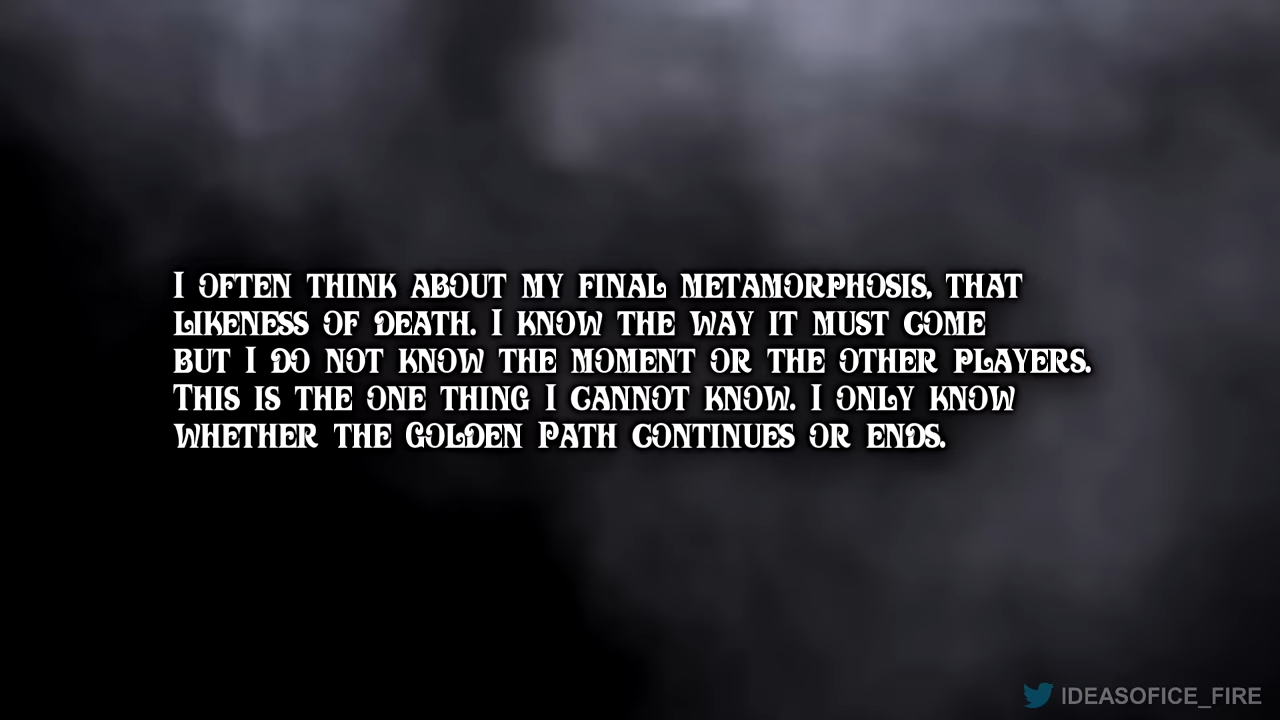 I often think about my final metamorphosis, that
likeness of death. I know the way it must come
but I do not know the moment or the other players.
This is the one thing I cannot know. I only know
whether the Golden Path continues or ends.
IDEASOFICE_FIRE